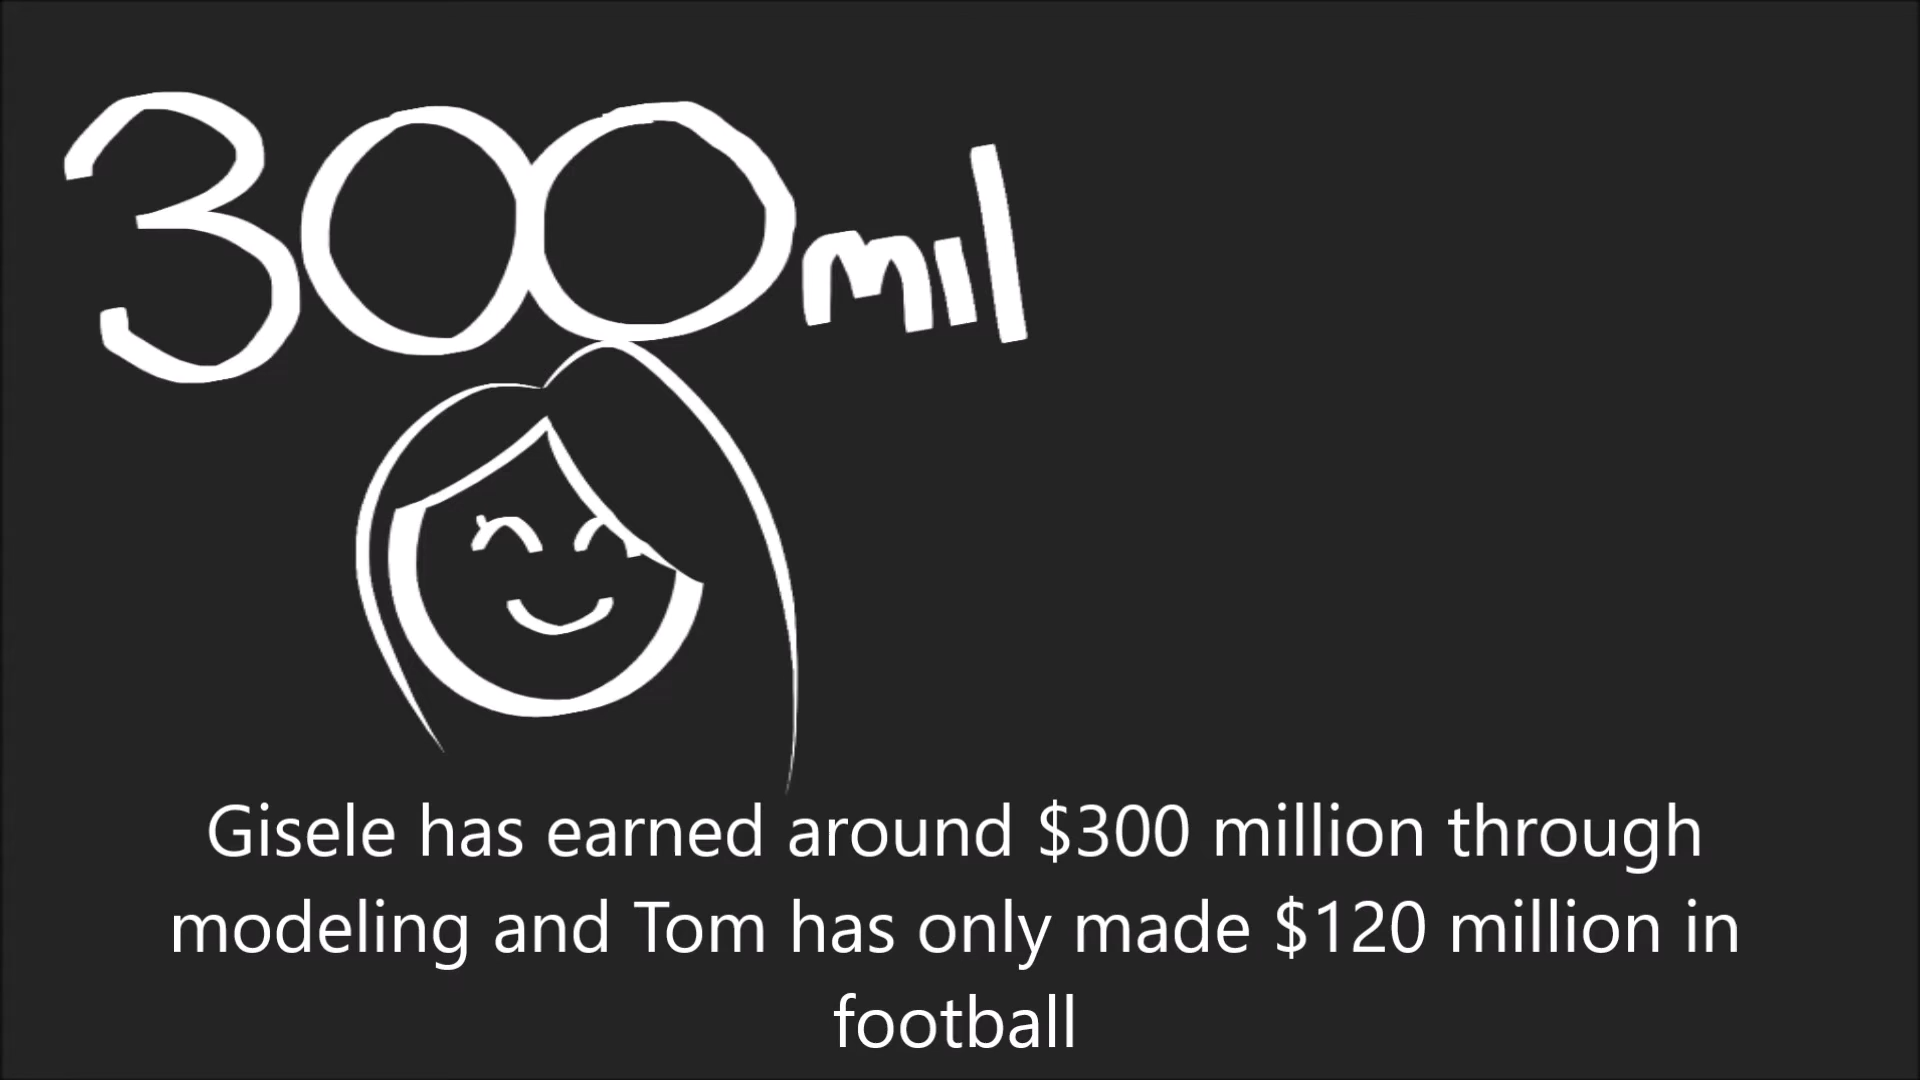 300mil
Gisele has earned around $300 million through
modeling and Tom has only made $120 million in
football